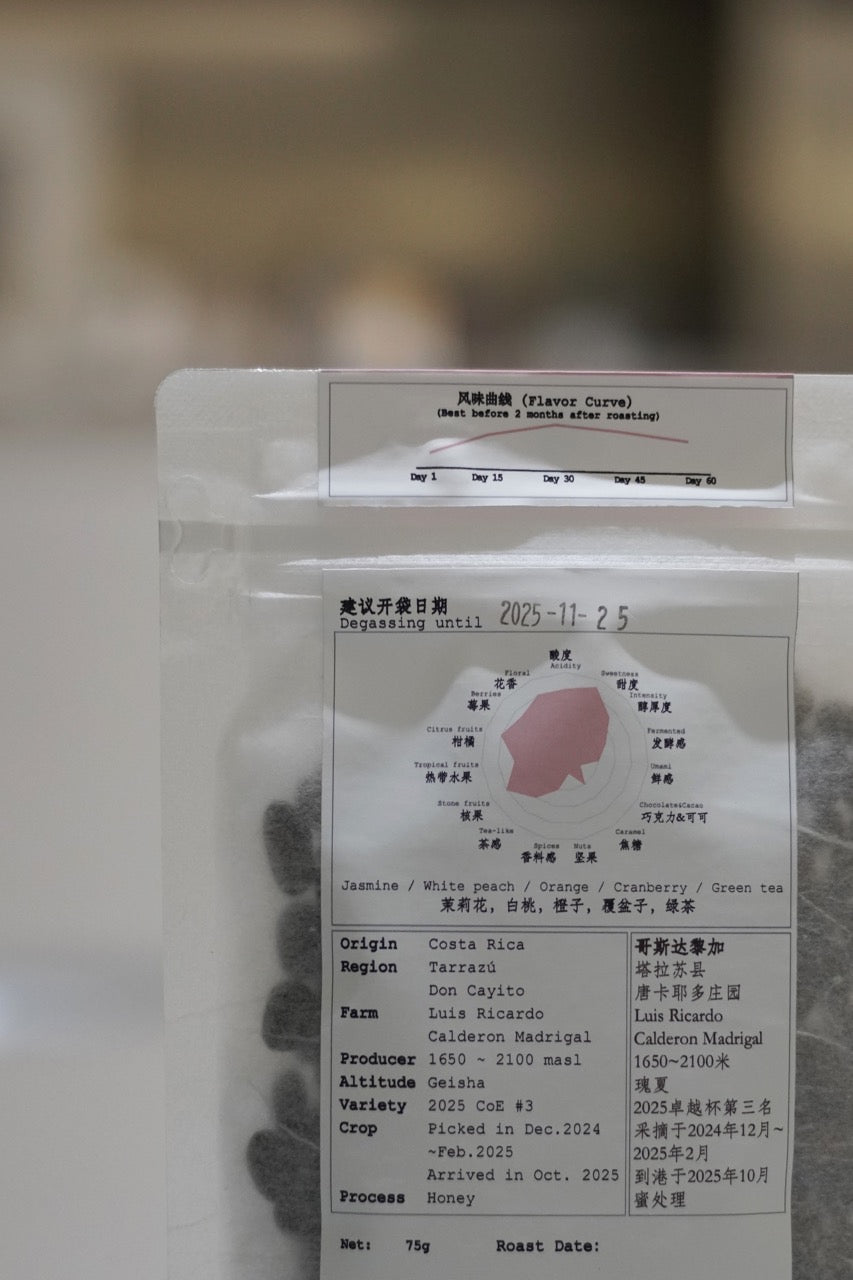 风味曲线 (Flavor Curve)
(Best before 2 months after roasting)
Day 1 Day 15 Day 30 Day 45 Day 60
建议开袋日期
Degassing until 2025-11-25
酸度
Acidity
Sweetness
甜度
Intensity
醇厚度
Fermented
发酵感
Umami
鲜感
Chocolate&Cacao
巧克力&可可
Caramel
焦糖
Nuts
坚果
Spices
香料感
Tea-like
茶感
Stone fruits
核果
Tropical fruits
热带水果
Citrus fruits
柑橘
Berries
莓果
Floral
花香
Jasmine / White peach / Orange / Cranberry / Green tea
茉莉花, 白桃, 橙子, 覆盆子, 绿茶
Origin Costa Rica 哥斯达黎加
Region Tarrazú 塔拉苏县
Don Cayito 唐卡耶多庄园
Farm Luis Ricardo Luis Ricardo
Calderon Madrigal Calderon Madrigal
Producer 1650 ~ 2100 masl 1650~2100米
Altitude Geisha 瑰夏
Variety 2025 CoE #3 2025卓越杯第三名
Crop Picked in Dec.2024 采摘于2024年12月~
~Feb.2025 2025年2月
Arrived in Oct. 2025 到港于2025年10月
Process Honey 蜜处理
Net: 75g Roast Date: